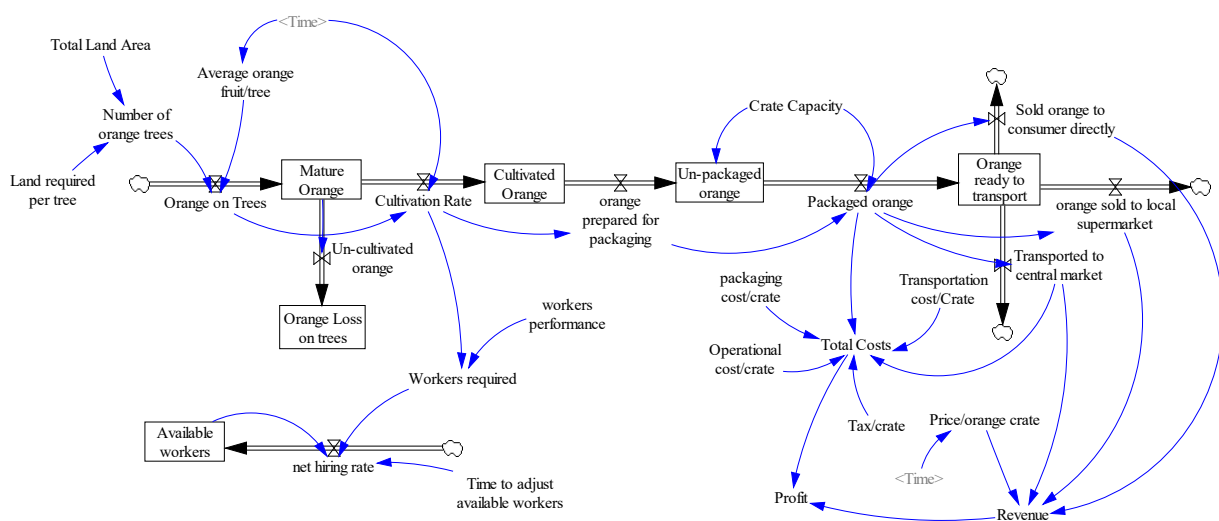 <Time>
Total Land Area
Average orange
fruit/tree
Number of
orange trees
Land required
per tree
Orange on Trees
Mature
Orange
Cultivation Rate
Cultivated
Orange
orange
prepared for
packaging
Crate Capacity
Un-packaged
orange
Packaged orange
Sold orange to
consumer directly
Orange
ready to
transport
orange sold to local
supermarket
Transported to
central market
Un-cultivated
orange
Orange Loss
on trees
workers
performance
Workers required
packaging
cost/crate
Transportation
cost/Crate
Operational
cost/crate
Total Costs
Tax/crate
Price/orange crate
<Time>
Profit
Revenue
Available
workers
net hiring rate
Time to adjust
available workers